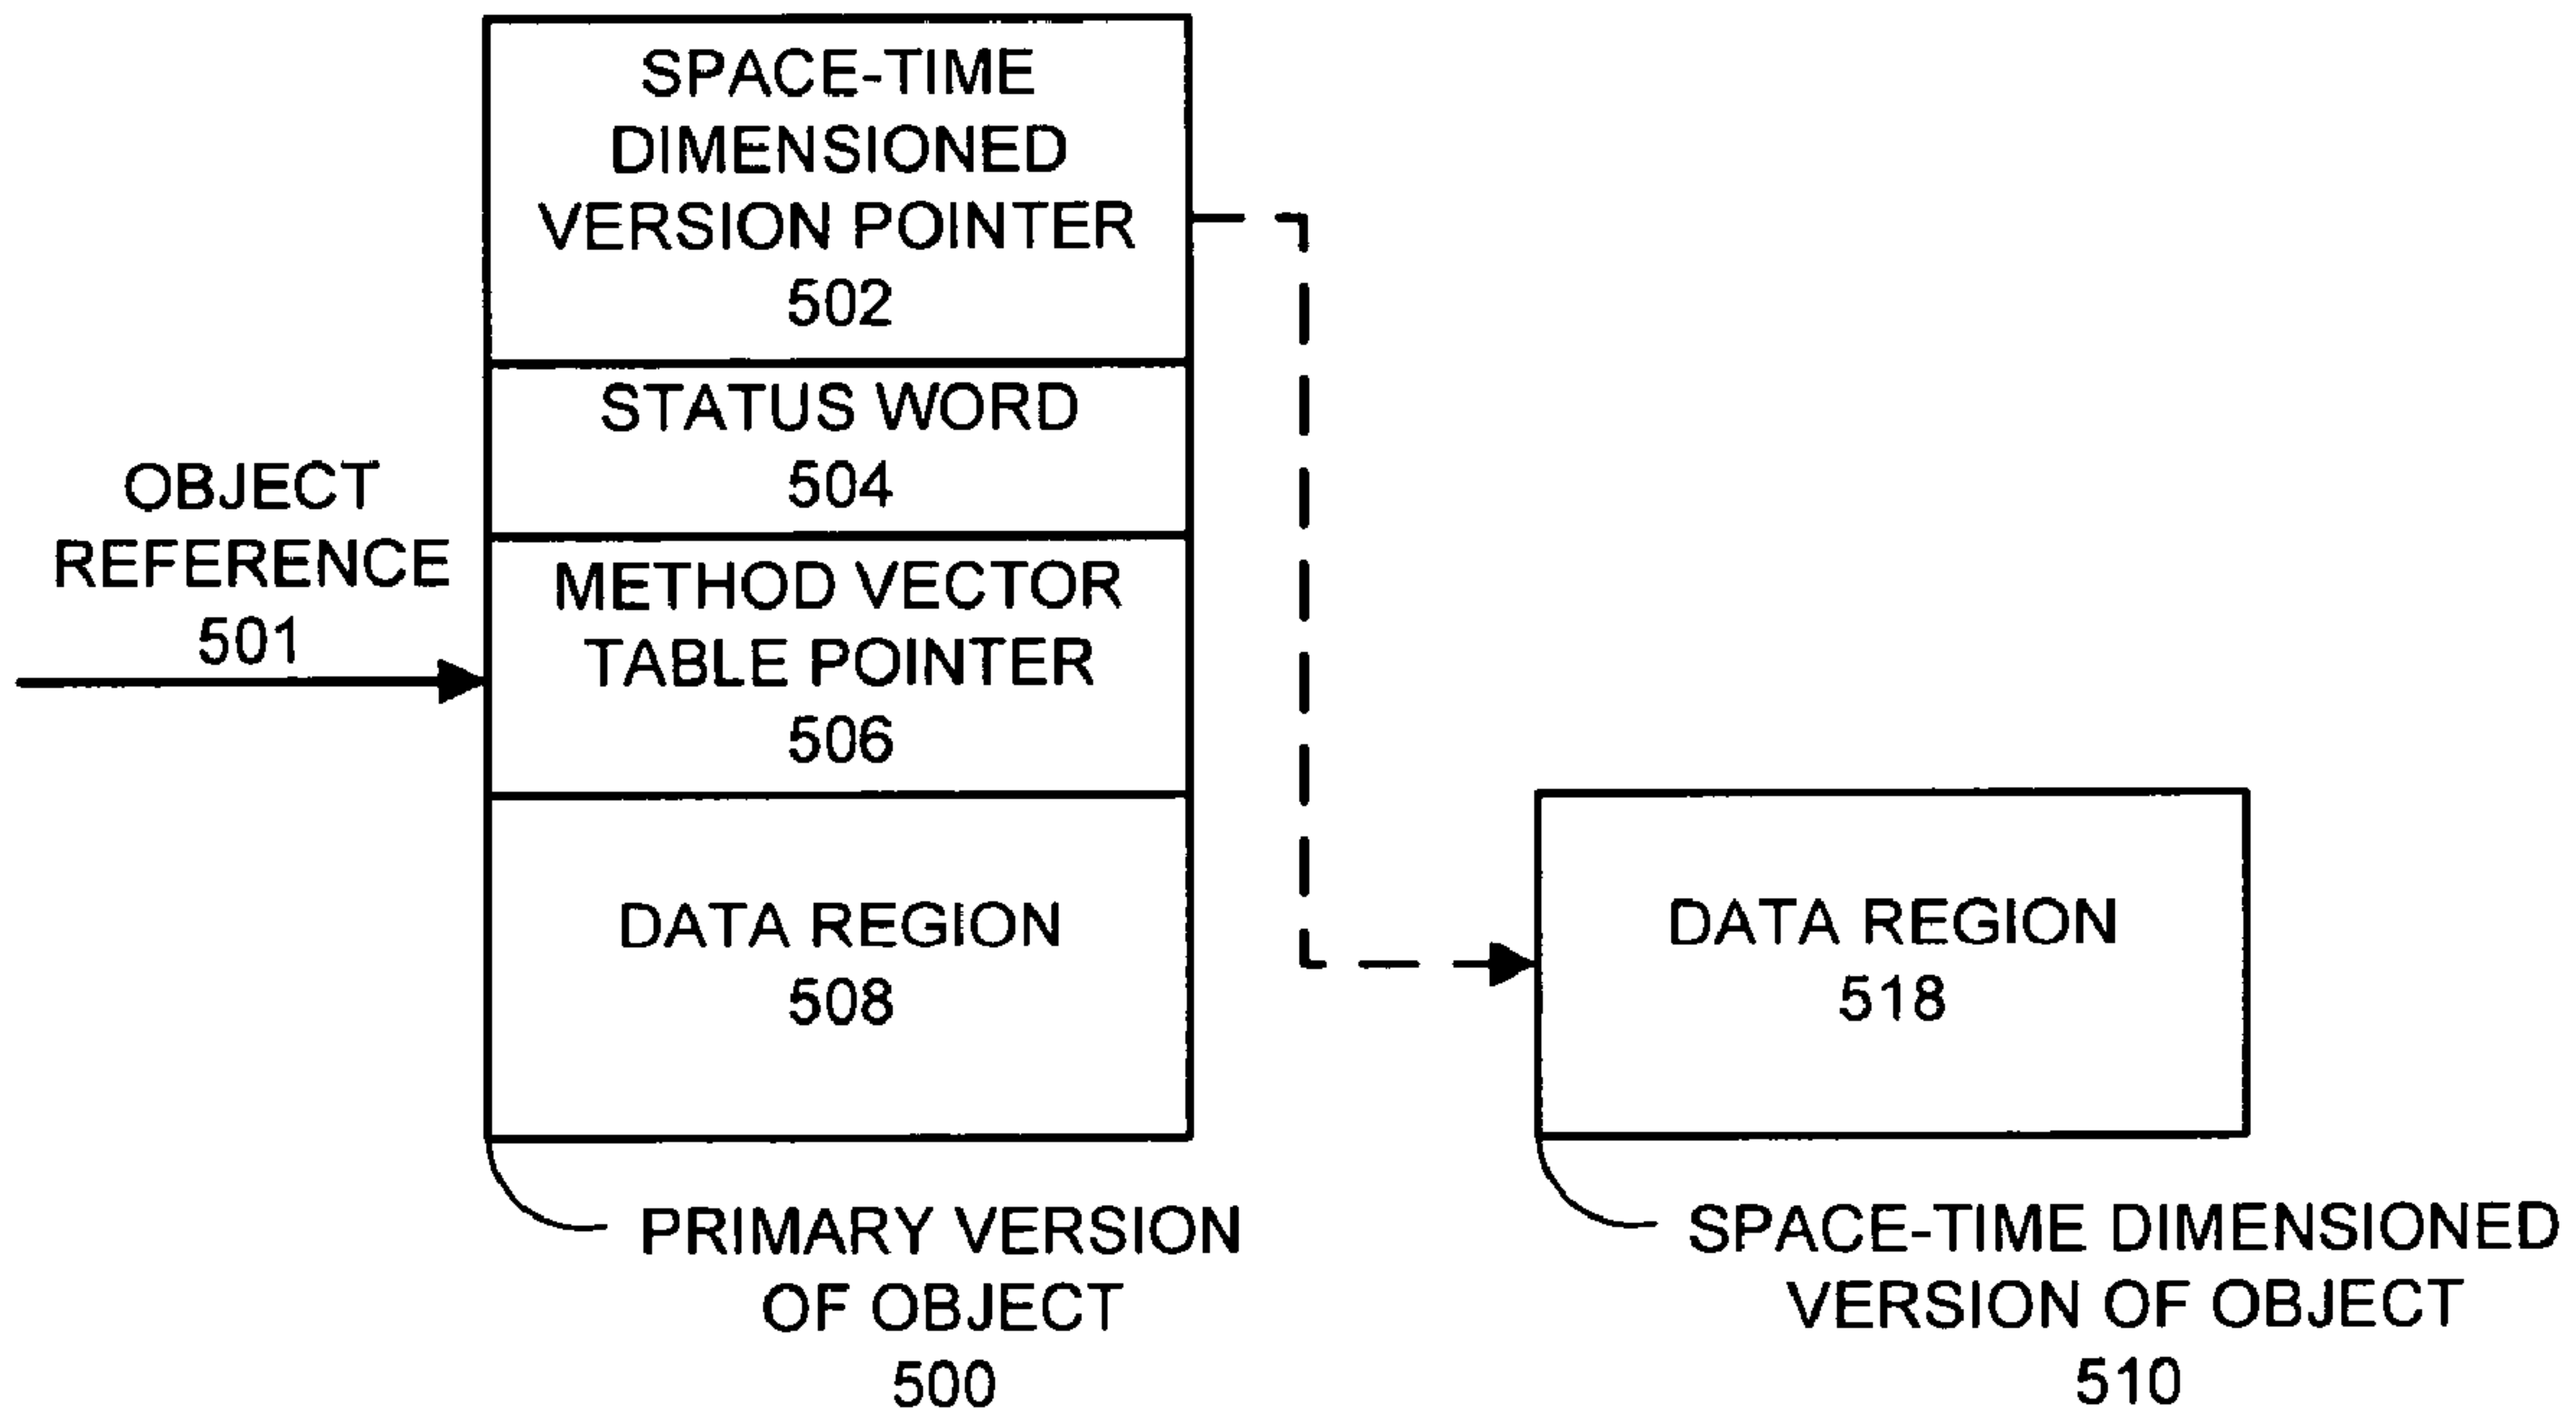 SPACE-TIME
DIMENSIONED
VERSION POINTER
502
STATUS WORD
504
OBJECT
REFERENCE
501
METHOD VECTOR
TABLE POINTER
506
DATA REGION
508
DATA REGION
518
PRIMARY VERSION
OF OBJECT
500
SPACE-TIME DIMENSIONED
VERSION OF OBJECT
510